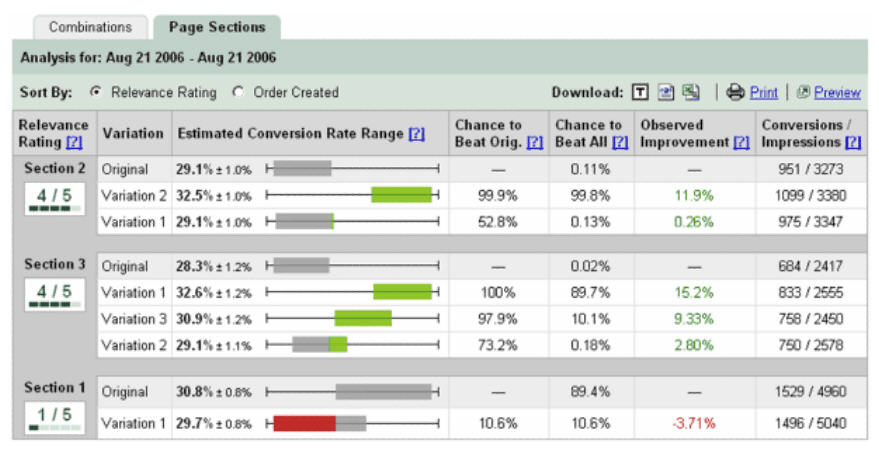 Combinations Page Sections
Analysis for: Aug 21 2006 - Aug 21 2006
Sort By: Relevance Rating Order Created Download: T Print | Preview
Relevance Rating [?] Variation Estimated Conversion Rate Range [?] Chance to Beat Orig. [?] Chance to Beat All [?] Observed Improvement [?] Conversions / Impressions [?]
Section 2 Original 29.1% ± 1.0% — 0.11% — 951 / 3273
4 / 5 Variation 2 32.5% ± 1.0% 99.9% 99.8% 11.9% 1099 / 3380
Variation 1 29.1% ± 1.0% 52.8% 0.13% 0.26% 975 / 3347
Section 3 Original 28.3% ± 1.2% — 0.02% — 684 / 2417
4 / 5 Variation 1 32.6% ± 1.2% 100% 89.7% 15.2% 833 / 2555
Variation 3 30.9% ± 1.2% 97.9% 10.1% 9.33% 758 / 2450
Variation 2 29.1% ± 1.1% 73.2% 0.18% 2.80% 750 / 2578
Section 1 Original 30.8% ± 0.8% — 89.4% — 1529 / 4960
1 / 5 Variation 1 29.7% ± 0.8% 10.6% 10.6% -3.71% 1496 / 5040